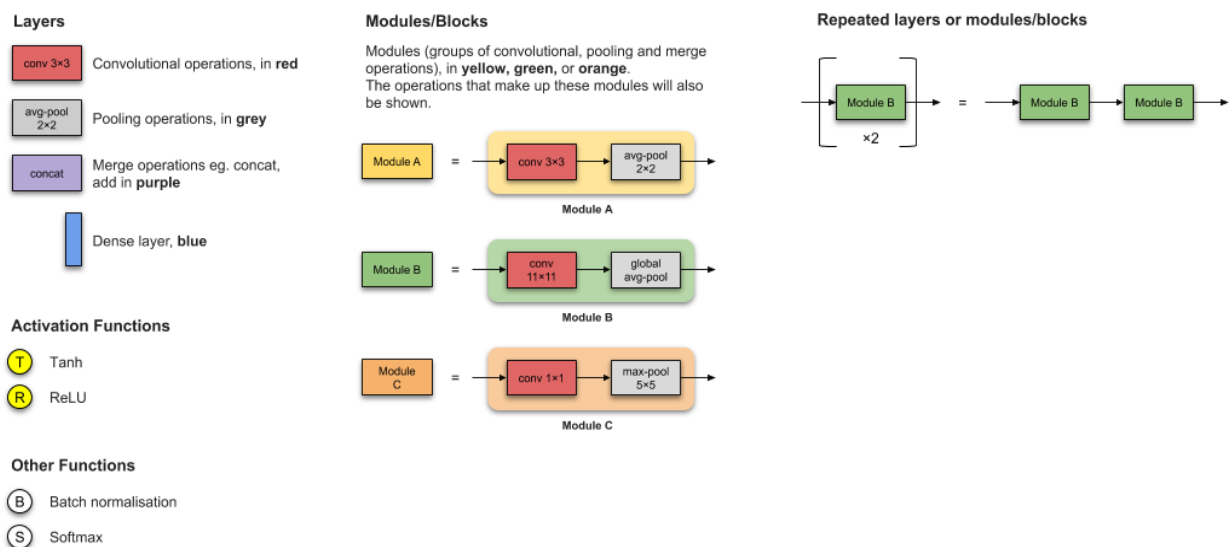 Layers
conv 3×3
Convolutional operations, in red
avg-pool
2×2
Pooling operations, in grey
concat
Merge operations eg. concat,
add in purple
Dense layer, blue
Activation Functions
T
Tanh
R
ReLU
Other Functions
B
Batch normalisation
S
Softmax
Modules/Blocks
Modules (groups of convolutional, pooling and merge
operations), in yellow, green, or orange.
The operations that make up these modules will also
be shown.
Module A
=
conv 3×3
avg-pool
2×2
Module A
Module B
=
conv
11×11
global
avg-pool
Module B
Module
C
=
conv 1×1
max-pool
5×5
Module C
Repeated layers or modules/blocks
Module B
×2
=
Module B
Module B